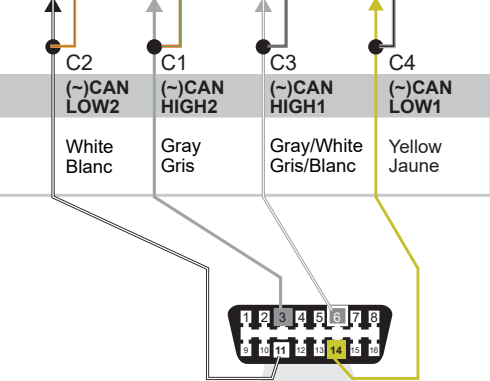 C2 C1 C3 C4
(~)CAN (~)CAN (~)CAN (~)CAN
LOW2 HIGH2 HIGH1 LOW1
White Gray Gray/White Yellow
Blanc Gris Gris/Blanc Jaune
1 2 3 4 5 6 7 8
9 10 11 12 13 14 15 16